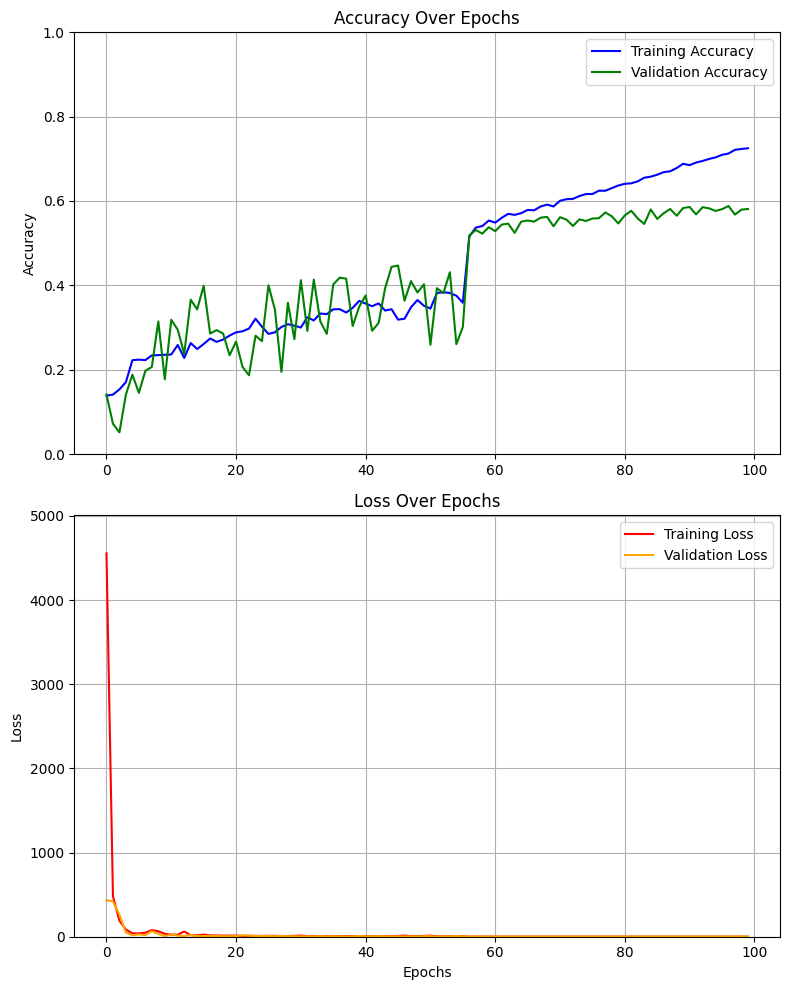 Accuracy Over Epochs
1.0
0.8
0.6
0.4
0.2
0.0
Accuracy
Training Accuracy
Validation Accuracy
0 20 40 60 80 100
Loss Over Epochs
5000
4000
3000
2000
1000
0
Loss
Training Loss
Validation Loss
0 20 40 60 80 100
Epochs